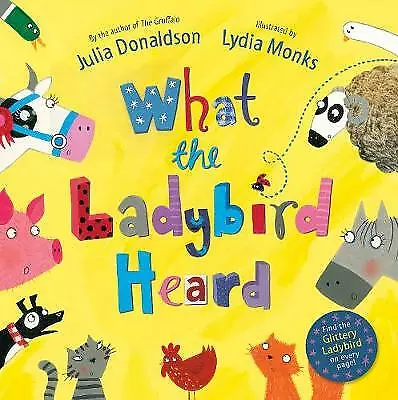 By the author of The Gruffalo
Julia Donaldson
Illustrated by
Lydia Monks
What
the
Ladybird
Heard
Find the
Glittery
Ladybird
on every
page!